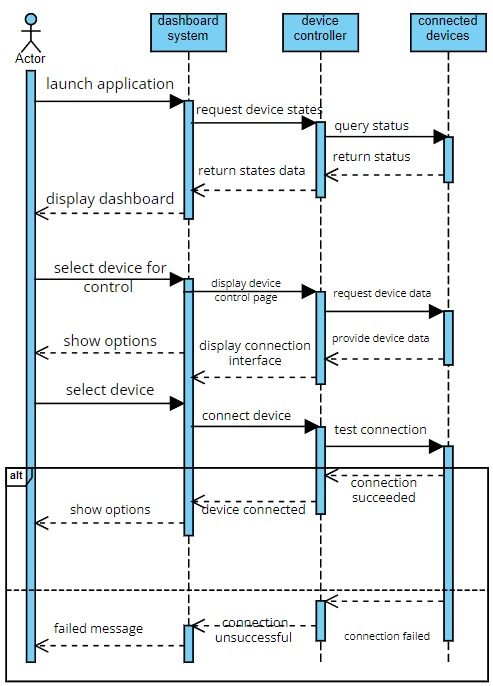 Actor
dashboard
system
device
controller
connected
devices
launch application
request device states
query status
return status
return states data
display dashboard
select device for
control
display device
control page
request device data
provide device data
show options
display connection
interface
select device
connect device
test connection
alt
connection
succeeded
device connected
show options
connection
unsuccessful
connection failed
failed message